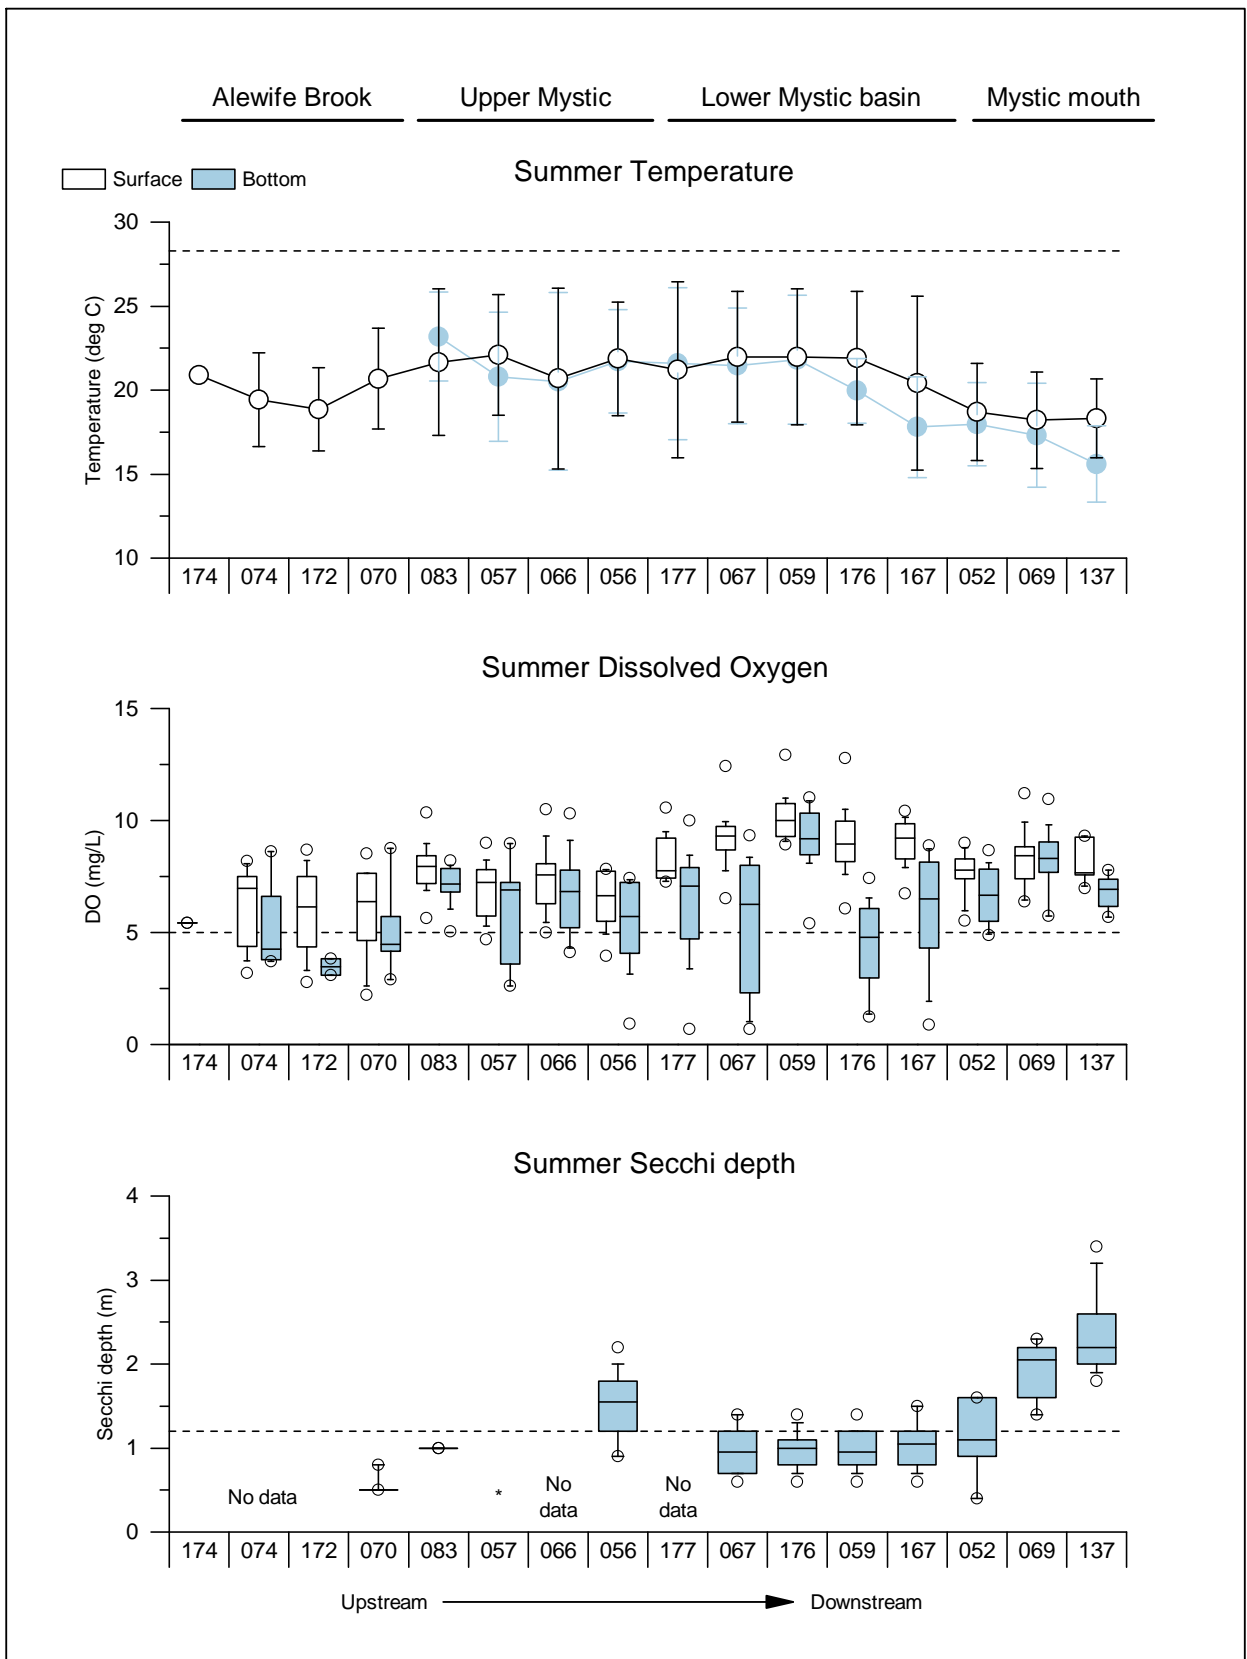 Alewife Brook Upper Mystic Lower Mystic basin Mystic mouth
Surface Bottom
Summer Temperature
Temperature (deg C)
30
25
20
15
10
174 074 172 070 083 057 066 056 177 067 059 176 167 052 069 137
Summer Dissolved Oxygen
DO (mg/L)
15
10
5
0
174 074 172 070 083 057 066 056 177 067 059 176 167 052 069 137
Summer Secchi depth
Secchi depth (m)
4
3
2
1
0
No data
*
No
data
No
data
174 074 172 070 083 057 066 056 177 067 176 059 167 052 069 137
Upstream Downstream